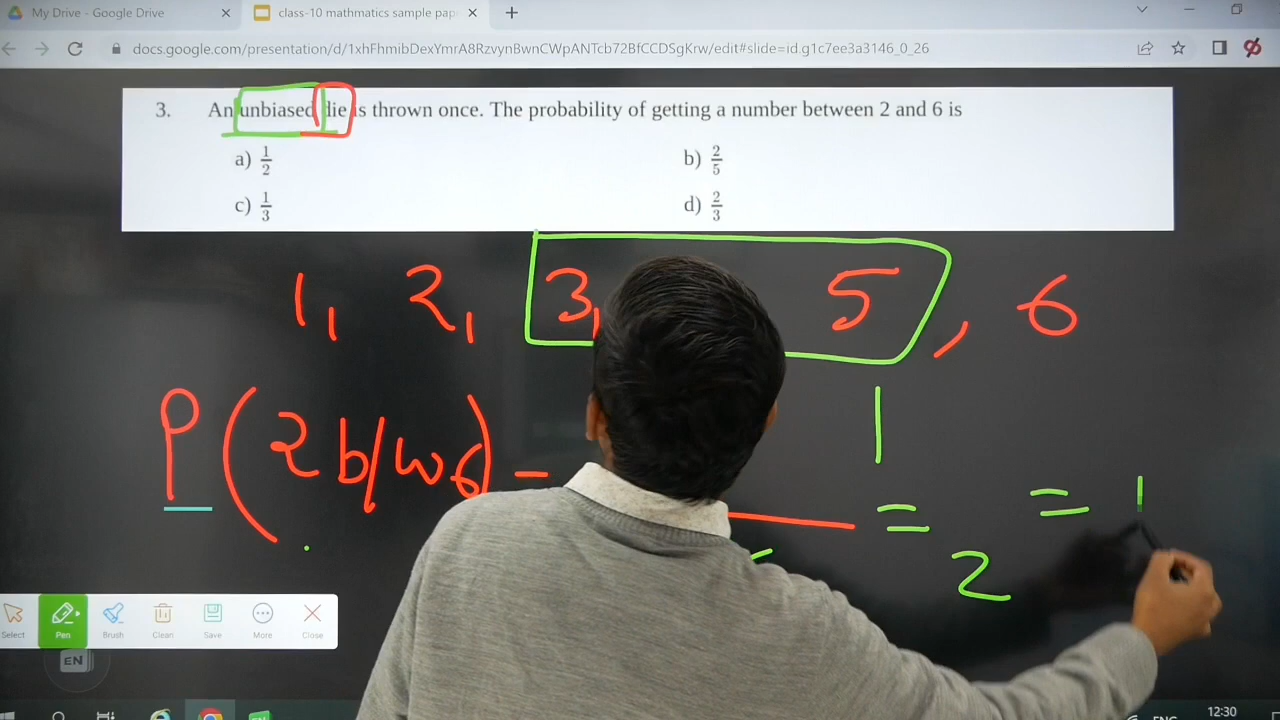 My Drive - Google Drive
class-10 mathmatics sample pap
docs.google.com/presentation/d/1xhFhmibDexYmrA8RzvynBwnCWpANTcb72BfCCDSgKrw/edit#slide=id.g1c7ee3a3146_0_26
3. An unbiased die is thrown once. The probability of getting a number between 2 and 6 is
a) 1/2 b) 2/5
c) 1/3 d) 2/3
1, 2, 3, 5, 6
P(2 b/w 6) = = 1
2
Select Pen Brush Clean Save More Close
EN
ENG 12:30